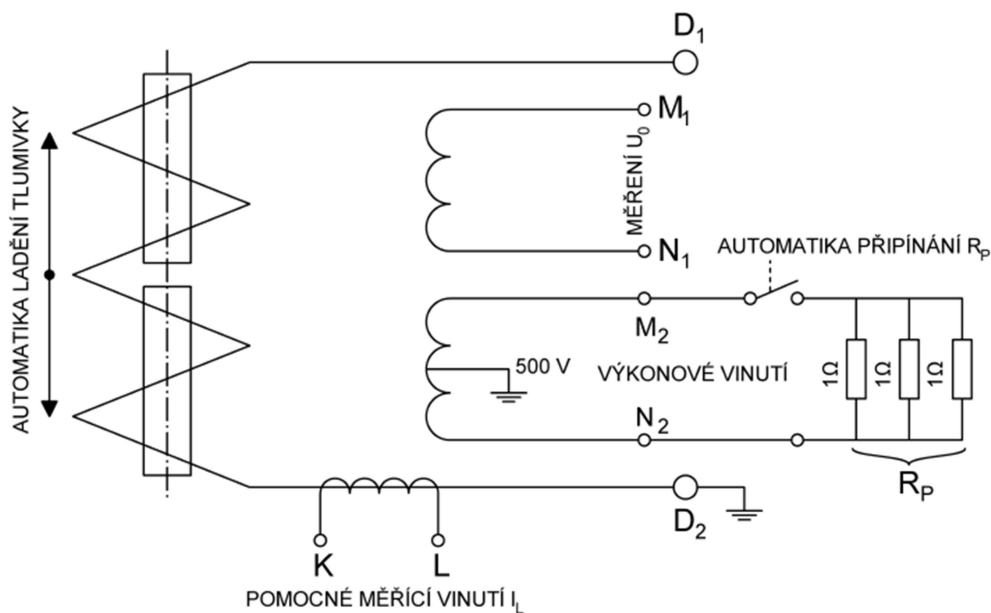 D1
M1
MĚŘENÍ U0
N1
AUTOMATIKA LADĚNÍ TLUMIVKY
AUTOMATIKA PŘIPÍNÁNÍ RP
M2
500 V
VÝKONOVÉ VINUTÍ
1Ω
1Ω
1Ω
N2
RP
D2
K
L
POMOCNÉ MĚŘÍCÍ VINUTÍ IL